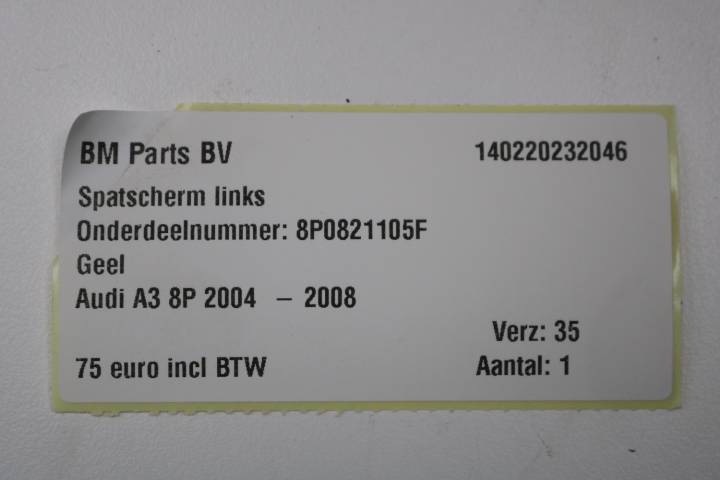 BM Parts BV 140220232046
Spatscherm links
Onderdeelnummer: 8P0821105F
Geel
Audi A3 8P 2004 – 2008
Verz: 35
75 euro incl BTW Aantal: 1